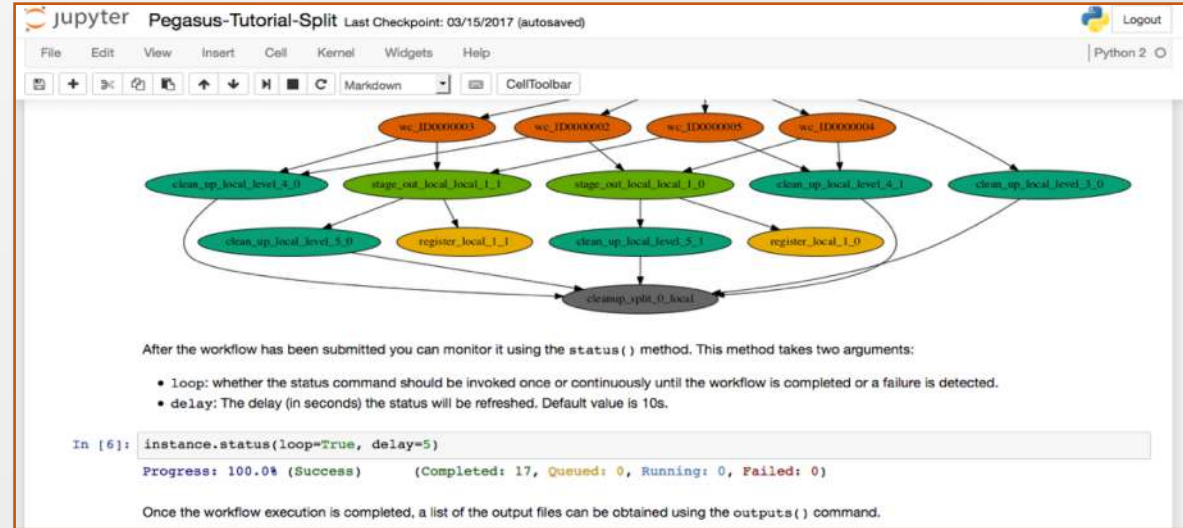 jupyter Pegasus-Tutorial-Split Last Checkpoint: 03/15/2017 (autosaved) Logout
File Edit View Insert Cell Kernel Widgets Help Python 2
Markdown CellToolbar
wc_ID0000003 wc_ID0000002 wc_ID0000005 wc_ID0000004
clean_up_local_level_4_0 stage_out_local_local_1_1 stage_out_local_local_1_0 clean_up_local_level_4_1 clean_up_local_level_3_0
clean_up_local_level_5_0 register_local_1_1 clean_up_local_level_5_1 register_local_1_0
cleanup_split_0_local
After the workflow has been submitted you can monitor it using the status() method. This method takes two arguments:
• loop: whether the status command should be invoked once or continuously until the workflow is completed or a failure is detected.
• delay: The delay (in seconds) the status will be refreshed. Default value is 10s.
In [6]: instance.status(loop=True, delay=5)
Progress: 100.0% (Success) (Completed: 17, Queued: 0, Running: 0, Failed: 0)
Once the workflow execution is completed, a list of the output files can be obtained using the outputs() command.